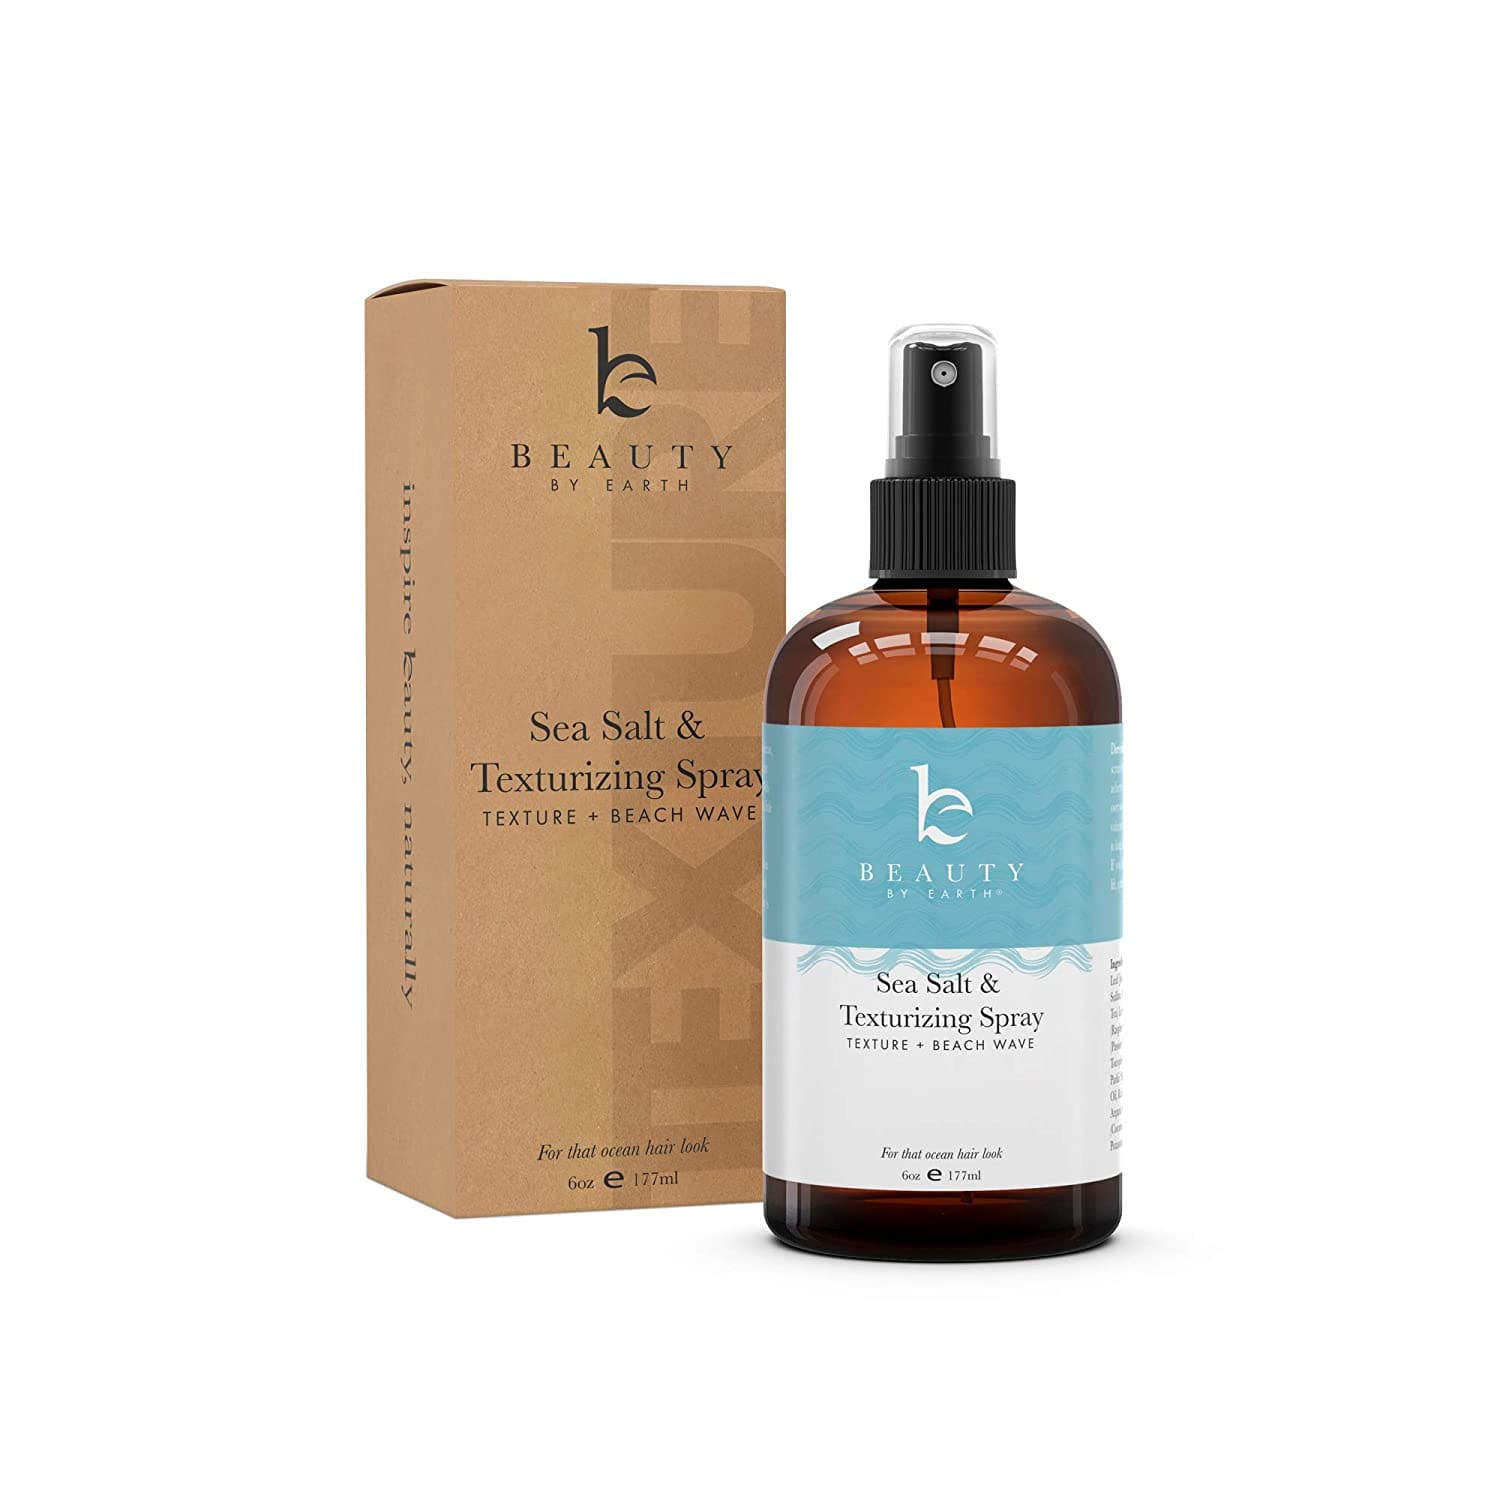 BEAUTY
BY EARTH
inspire beauty, naturally
TEXTURE
Sea Salt &
Texturizing Spray
TEXTURE + BEACH WAVE
For that ocean hair look
6oz e 177ml
BEAUTY
BY EARTH®
Sea Salt &
Texturizing Spray
TEXTURE + BEACH WAVE
For that ocean hair look
6oz e 177ml